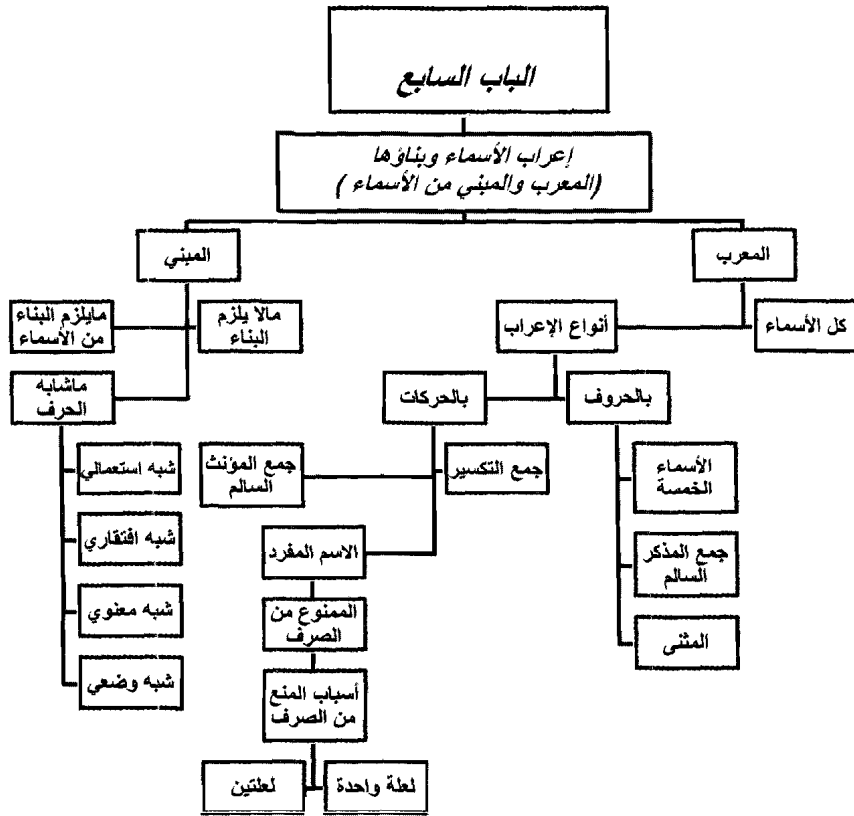 الباب السابع
إعراب الأسماء وبناؤها
(المعرب والمبني من الأسماء )
المعرب
المبني
كل الأسماء
أنواع الإعراب
مالا يلزم
البناء
مايلزم البناء
من الأسماء
بالحروف
بالحركات
ماشابه
الحرف
الأسماء
الخمسة
جمع التكسير
جمع المؤنث
السالم
شبه استعمالي
جمع المذكر
السالم
الاسم المفرد
شبه افتقاري
المثنى
الممنوع من
الصرف
شبه معنوي
أسباب المنع
من الصرف
شبه وضعي
لعلة واحدة
لعلتين